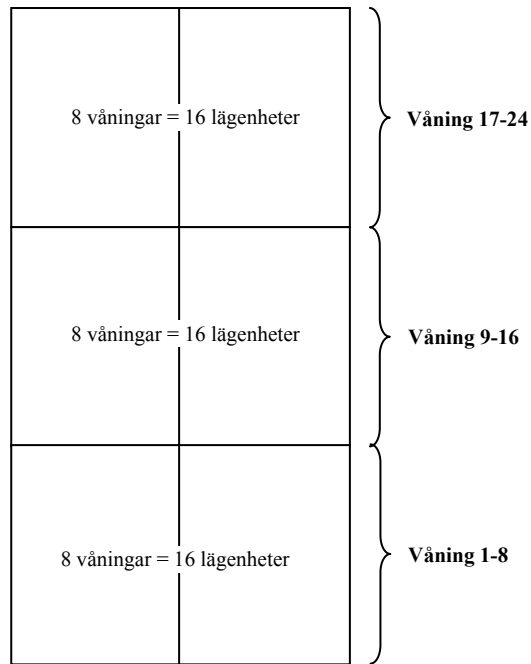 8 våningar = 16 lägenheter
Våning 17-24
8 våningar = 16 lägenheter
Våning 9-16
8 våningar = 16 lägenheter
Våning 1-8